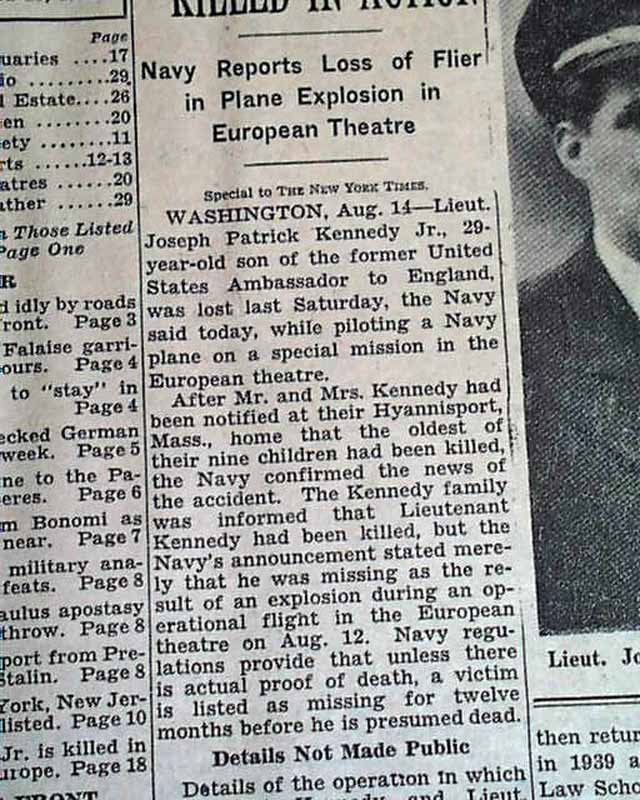 Page
uaries ....17
io .........29
l Estate....26
en ........20
ety ........11
rts ......12-13
atres ......20
ather ......29
Those Listed
Page One
R
d idly by roads
ront. Page 3
Falaise garri-
ours. Page 4
to "stay" in
Page 4
ecked German
week. Page 5
ne to the Pa-
eres. Page 6
m Bonomi as
near. Page 7
military ana-
feats. Page 8
aulus apostasy
throw. Page 8
port from Pre-
Stalin. Page 8
York, New Jer-
listed. Page 10
Jr. is killed in
urope. Page 18
FRONT
KILLED IN ACTION
Navy Reports Loss of Flier
in Plane Explosion in
European Theatre
Special to THE NEW YORK TIMES.
WASHINGTON, Aug. 14—Lieut.
Joseph Patrick Kennedy Jr., 29-
year-old son of the former United
States Ambassador to England,
was lost last Saturday, the Navy
said today, while piloting a Navy
plane on a special mission in the
European theatre.
After Mr. and Mrs. Kennedy had
been notified at their Hyannisport,
Mass., home that the oldest of
their nine children had been killed,
the Navy confirmed the news of
the accident. The Kennedy family
was informed that Lieutenant
Kennedy had been killed, but the
Navy's announcement stated mere-
ly that he was missing as the re-
sult of an explosion during an op-
erational flight in the European
theatre on Aug. 12. Navy regu-
lations provide that unless there
is actual proof of death, a victim
is listed as missing for twelve
months before he is presumed dead.
Details Not Made Public
Details of the operation in which
and Lieut.
Lieut. Jo
then retur
in 1939 a
Law Scho